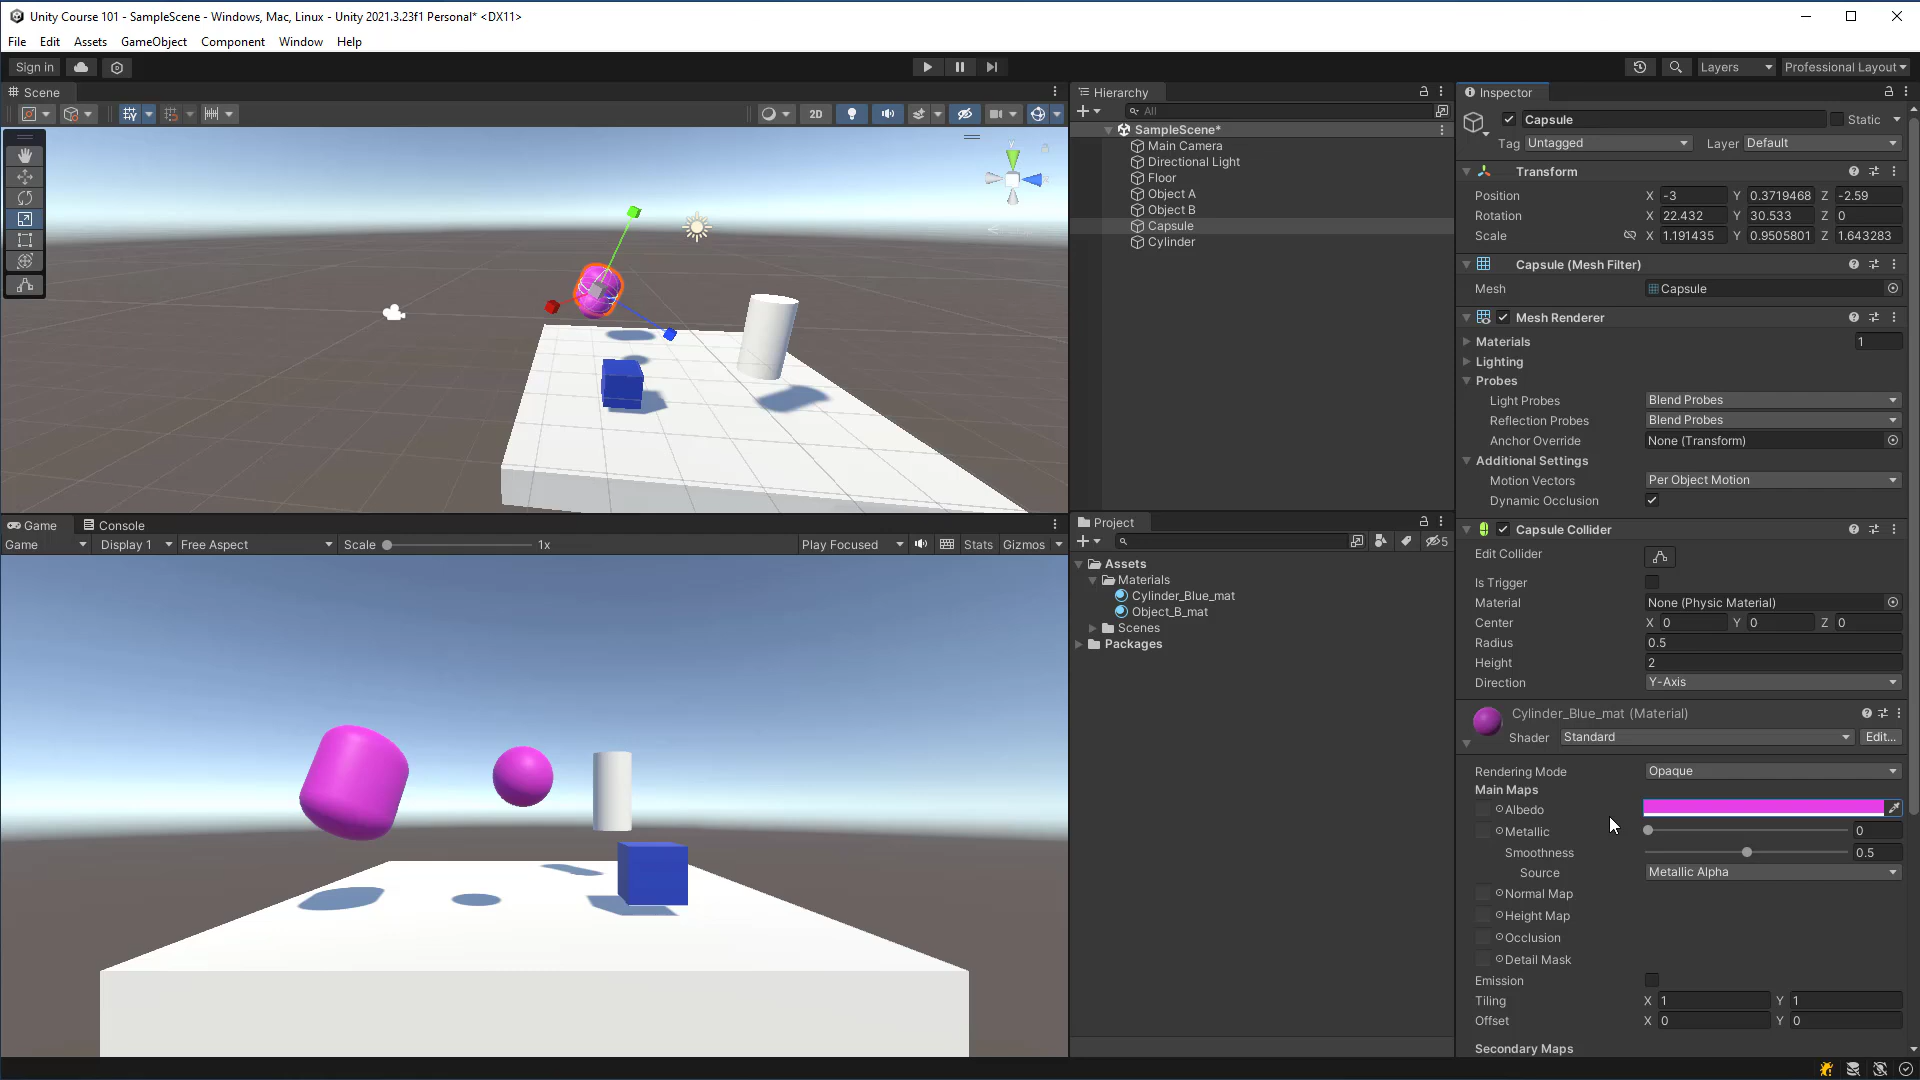 Unity Course 101 - SampleScene - Windows, Mac, Linux - Unity 2021.3.23f1 Personal* <DX11>
File Edit Assets GameObject Component Window Help
Sign in
Layers
Professional Layout
Scene
2D
y
Game
Console
Game
Display 1
Free Aspect
Scale
1x
Play Focused
Stats
Gizmos
Hierarchy
All
SampleScene*
Main Camera
Directional Light
Floor
Object A
Object B
Capsule
Cylinder
Project
5
Assets
Materials
Cylinder_Blue_mat
Object_B_mat
Scenes
Packages
Inspector
Capsule
Static
Tag Untagged
Layer Default
Transform
Position X -3 Y 0.3719468 Z -2.59
Rotation X 22.432 Y 30.533 Z 0
Scale X 1.191435 Y 0.9505801 Z 1.643283
Capsule (Mesh Filter)
Mesh Capsule
Mesh Renderer
Materials 1
Lighting
Probes
Light Probes Blend Probes
Reflection Probes Blend Probes
Anchor Override None (Transform)
Additional Settings
Motion Vectors Per Object Motion
Dynamic Occlusion
Capsule Collider
Edit Collider
Is Trigger
Material None (Physic Material)
Center X 0 Y 0 Z 0
Radius 0.5
Height 2
Direction Y-Axis
Cylinder_Blue_mat (Material)
Shader Standard Edit...
Rendering Mode Opaque
Main Maps
Albedo
Metallic 0
Smoothness 0.5
Source Metallic Alpha
Normal Map
Height Map
Occlusion
Detail Mask
Emission
Tiling X 1 Y 1
Offset X 0 Y 0
Secondary Maps